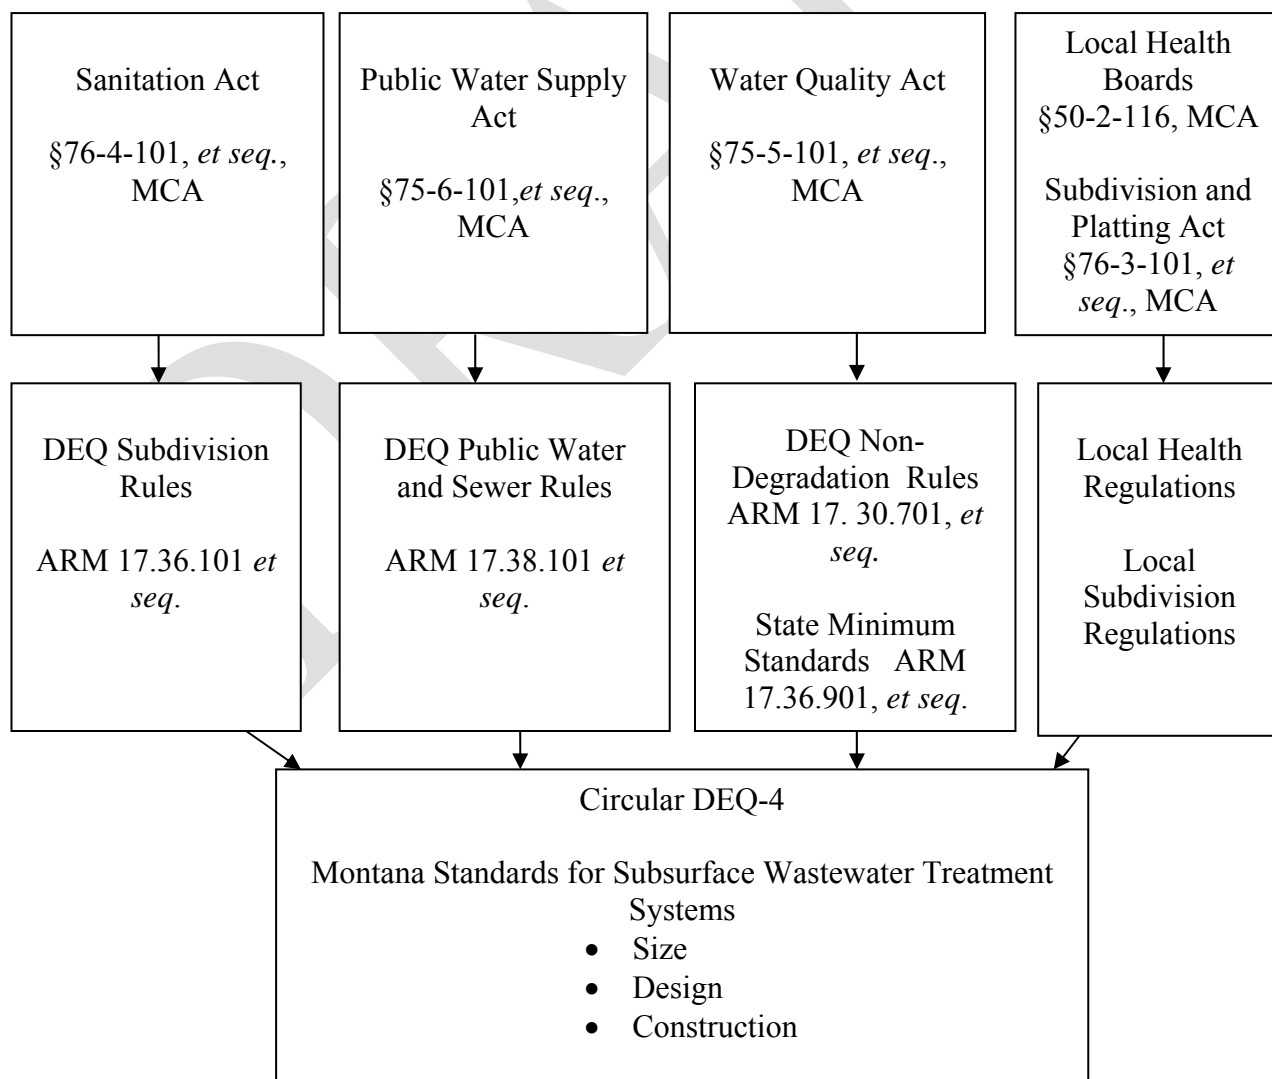 Sanitation Act
§76-4-101, et seq.,
MCA
Public Water Supply
Act
§75-6-101,et seq.,
MCA
Water Quality Act
§75-5-101, et seq.,
MCA
Local Health
Boards
§50-2-116, MCA
Subdivision and
Platting Act
§76-3-101, et
seq., MCA
DEQ Subdivision
Rules
ARM 17.36.101 et
seq.
DEQ Public Water
and Sewer Rules
ARM 17.38.101 et
seq.
DEQ Non-
Degradation Rules
ARM 17. 30.701, et
seq.
State Minimum
Standards ARM
17.36.901, et seq.
Local Health
Regulations
Local
Subdivision
Regulations
Circular DEQ-4
Montana Standards for Subsurface Wastewater Treatment
Systems
• Size
• Design
• Construction